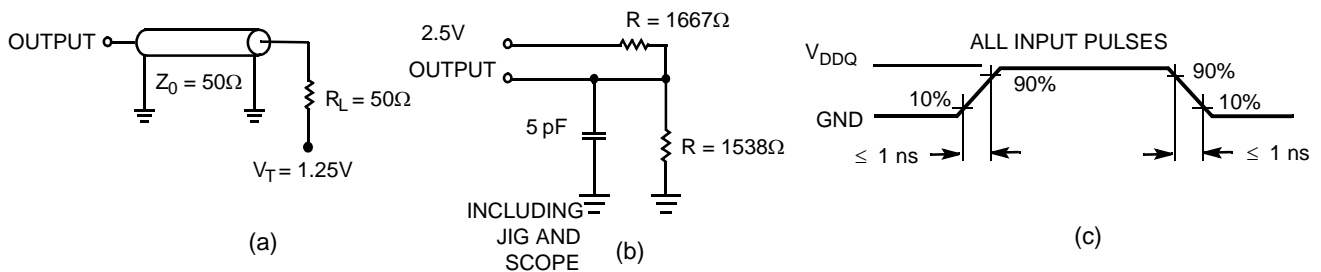 OUTPUT
Z0 = 50Ω
RL = 50Ω
VT = 1.25V
(a)
R = 1667Ω
2.5V
OUTPUT
5 pF
R = 1538Ω
INCLUDING
JIG AND
SCOPE
(b)
ALL INPUT PULSES
VDDQ
GND
10%
90%
90%
10%
≤ 1 ns
≤ 1 ns
(c)